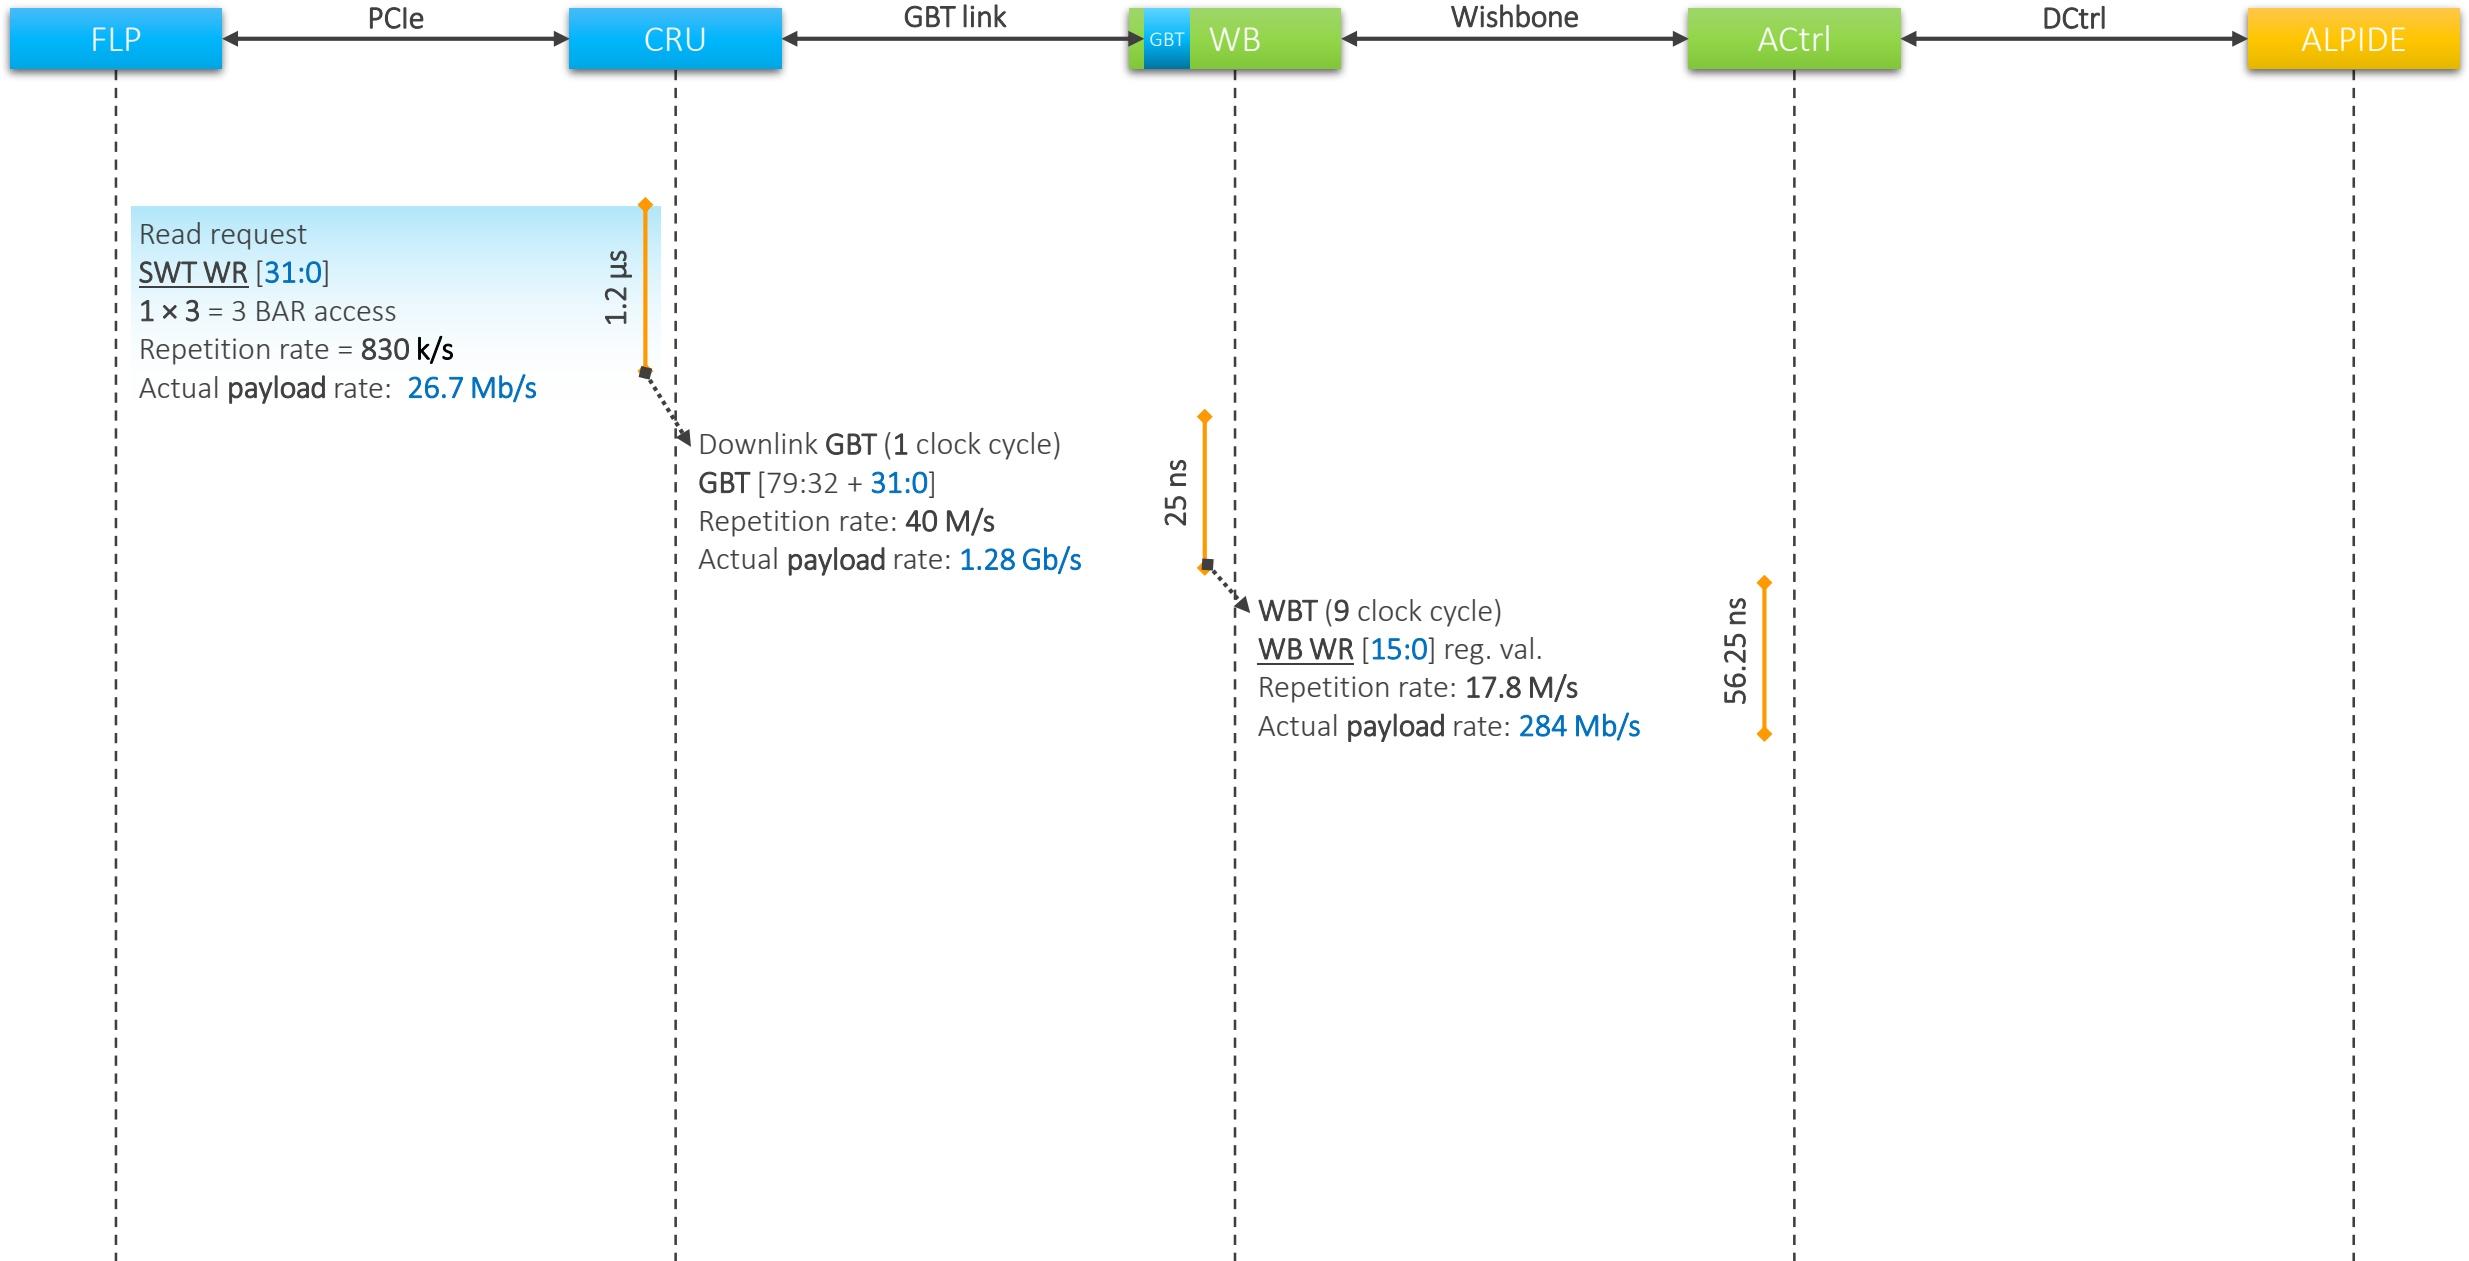 FLP
PCIe
CRU
GBT link
GBT
WB
Wishbone
ACtrl
DCtrl
ALPIDE
Read request
SWT WR [31:0]
1 × 3 = 3 BAR access
Repetition rate = 830 k/s
Actual payload rate: 26.7 Mb/s
1.2 µs
Downlink GBT (1 clock cycle)
GBT [79:32 + 31:0]
Repetition rate: 40 M/s
Actual payload rate: 1.28 Gb/s
25 ns
WBT (9 clock cycle)
WB WR [15:0] reg. val.
Repetition rate: 17.8 M/s
Actual payload rate: 284 Mb/s
56.25 ns